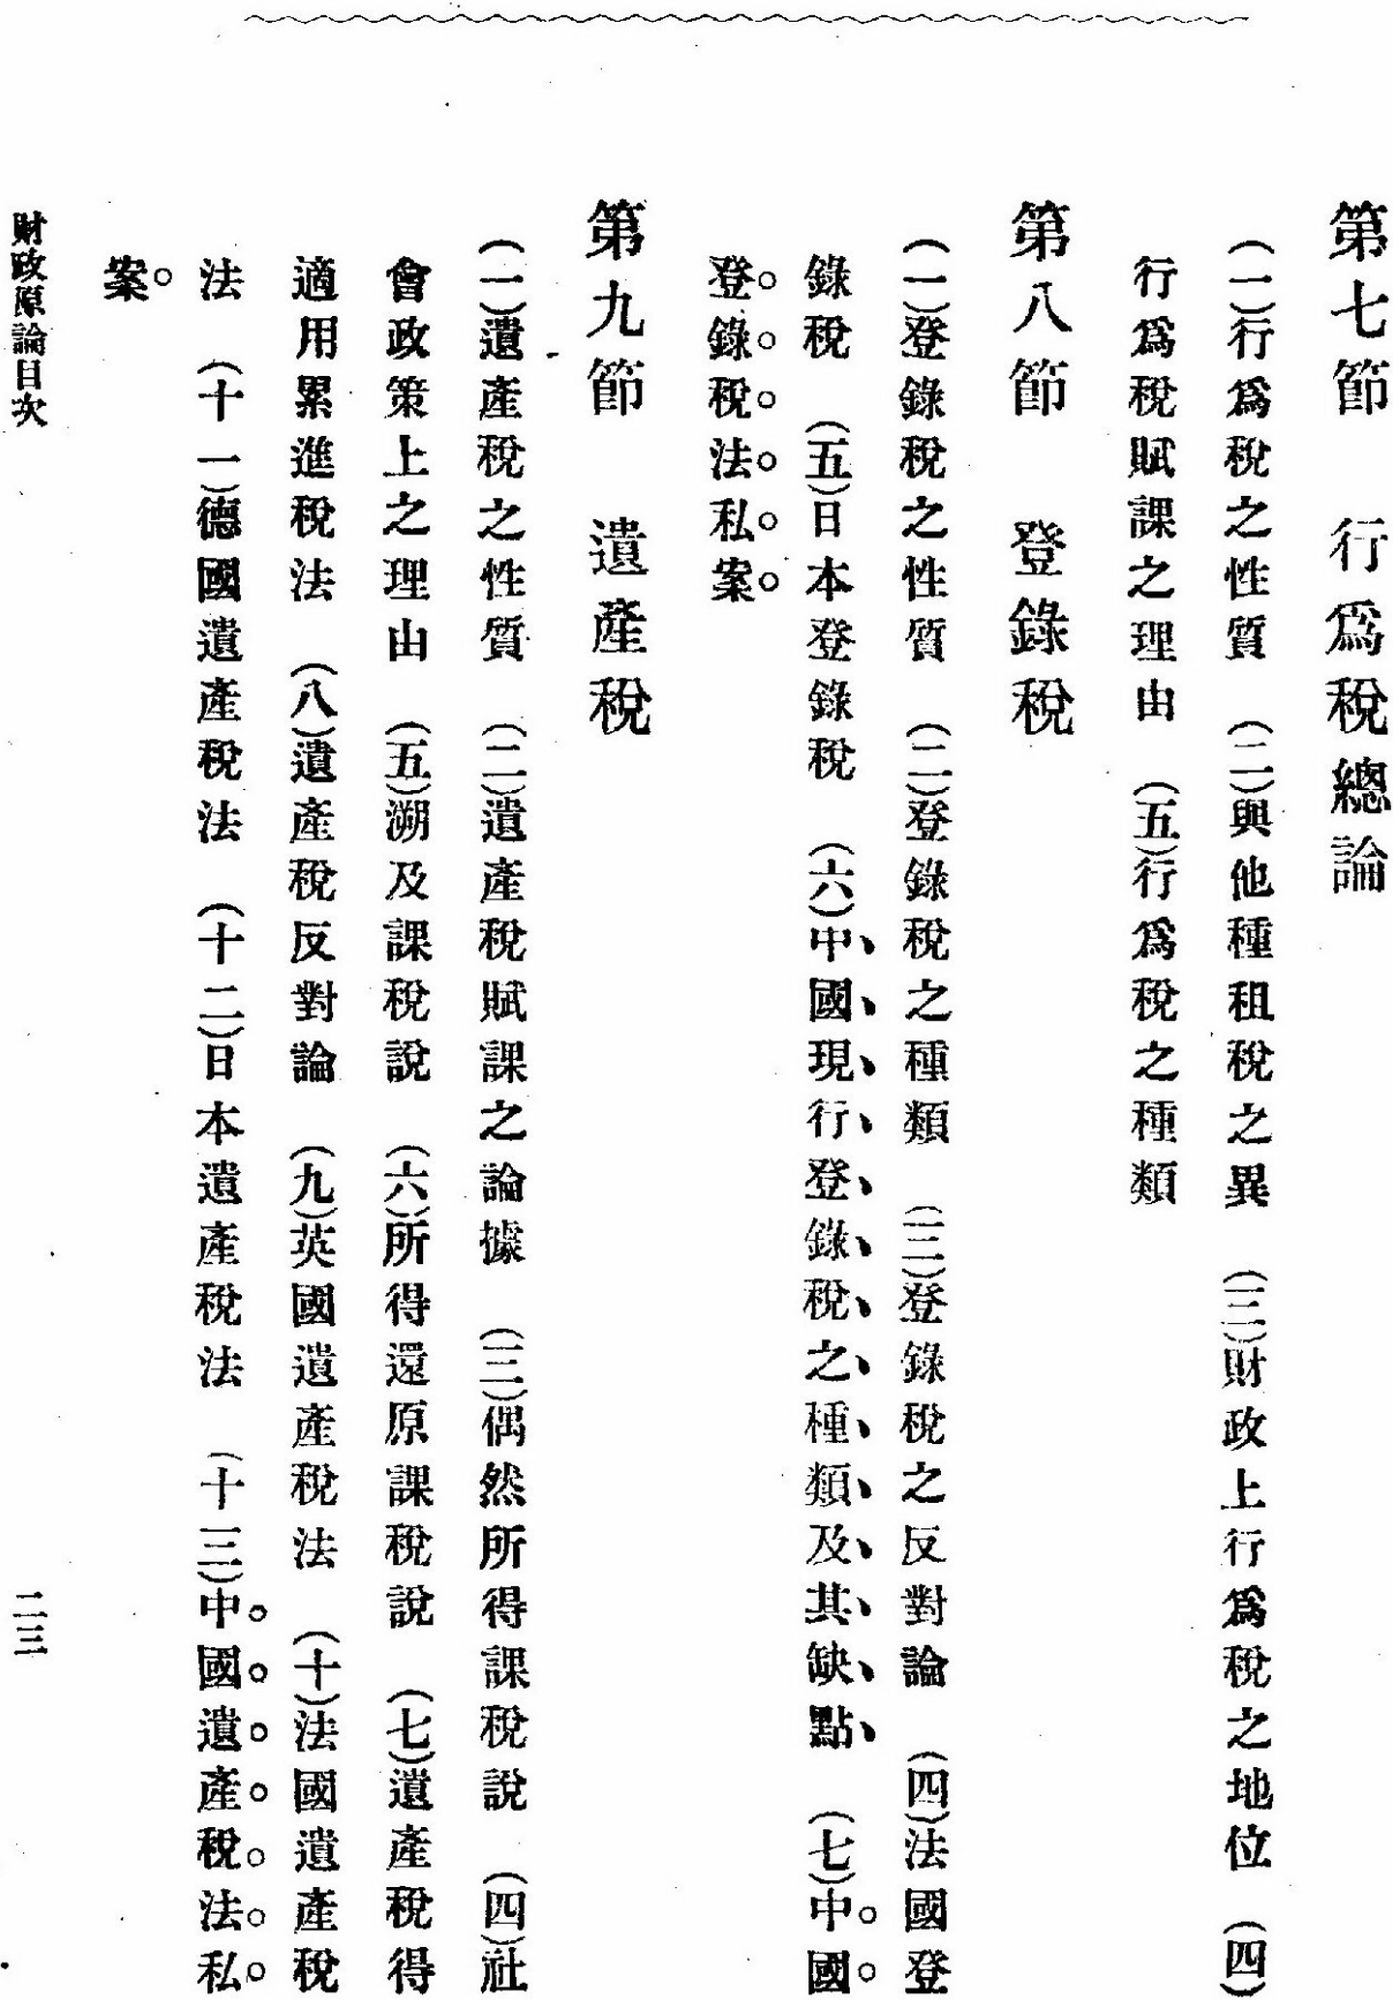 第七節　行爲稅總論
(一)行爲稅之性質　(二)與他種租稅之異　(三)財政上行爲稅之地位　(四)
行爲稅賦課之理由　(五)行爲稅之種類
第八節　登錄稅
(一)登錄稅之性質　(二)登錄稅之種類　(三)登錄稅之反對論　(四)法國登
錄稅　(五)日本登錄稅　(六)中國現行登錄稅之種類及其缺點　(七)中國
登錄稅法私案
第九節　遺產稅
(一)遺產稅之性質　(二)遺產稅賦課之論據　(三)偶然所得課稅說　(四)社
會政策上之理由　(五)溯及課稅說　(六)所得還原課稅說　(七)遺產稅得
適用累進稅法　(八)遺產稅反對論　(九)英國遺產稅法　(十)法國遺產稅
法　(十一)德國遺產稅法　(十二)日本遺產稅法　(十三)中國遺產稅法私
案
財政原論目次　二三